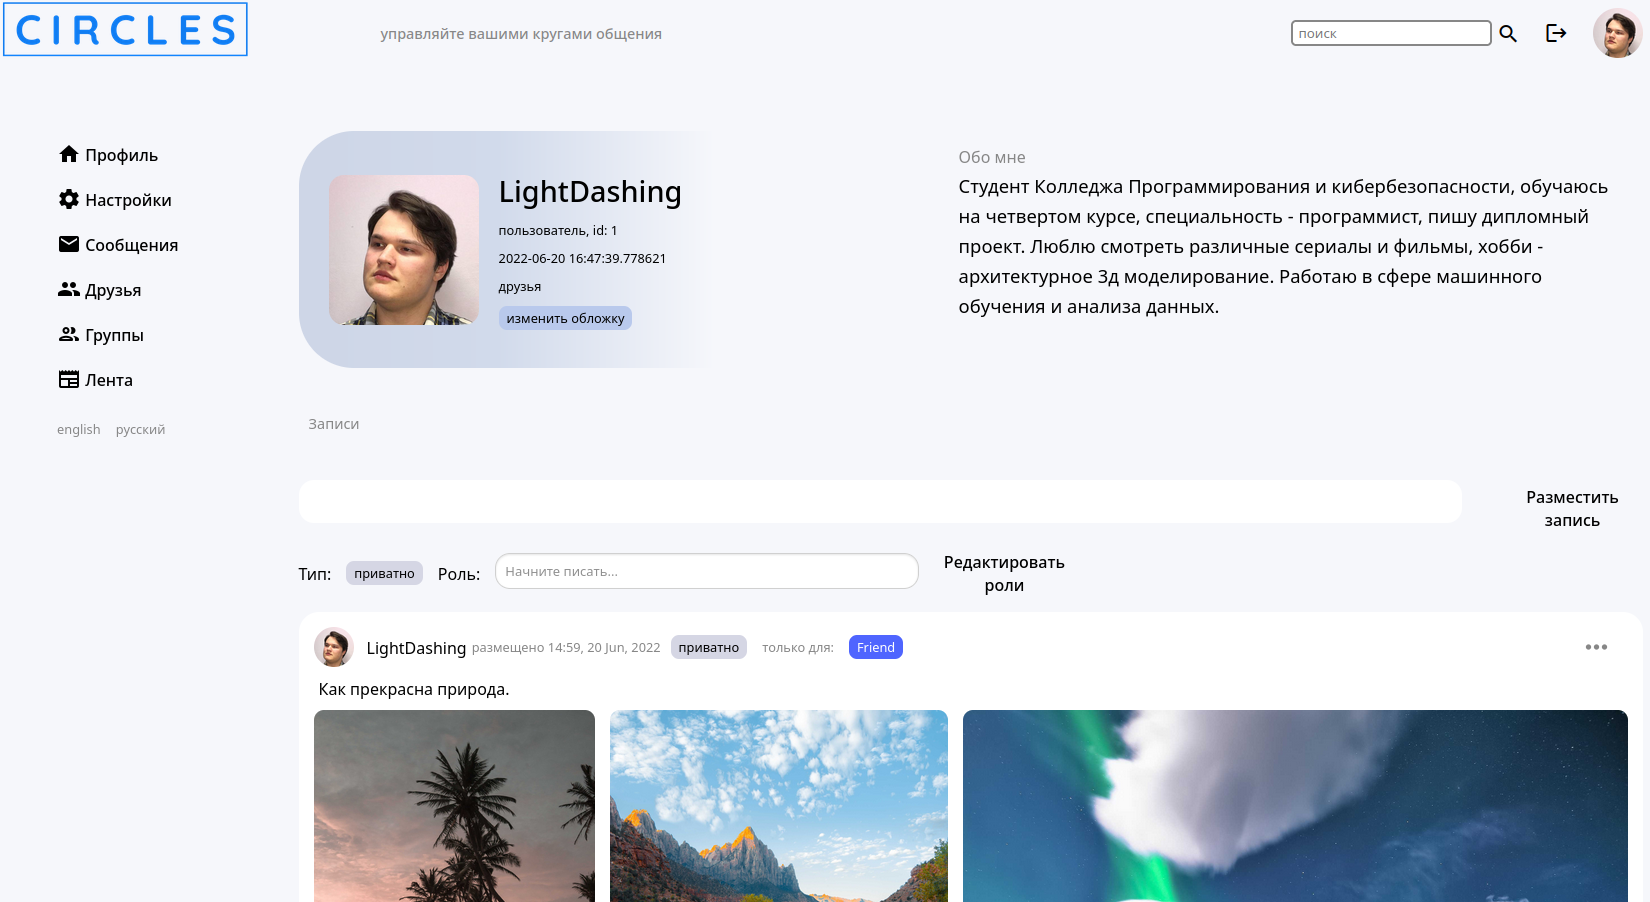 CIRCLES
управляйте вашими кругами общения
поиск
Профиль
Настройки
Сообщения
Друзья
Группы
Лента
english русский
LightDashing
пользователь, id: 1
2022-06-20 16:47:39.778621
друзья
изменить обложку
Обо мне
Студент Колледжа Программирования и кибербезопасности, обучаюсь
на четвертом курсе, специальность - программист, пишу дипломный
проект. Люблю смотреть различные сериалы и фильмы, хобби -
архитектурное 3д моделирование. Работаю в сфере машинного
обучения и анализа данных.
Записи
Разместить
запись
Тип: приватно Роль: Начните писать...
Редактировать
роли
LightDashing размещено 14:59, 20 Jun, 2022 приватно только для: Friend
Как прекрасна природа.